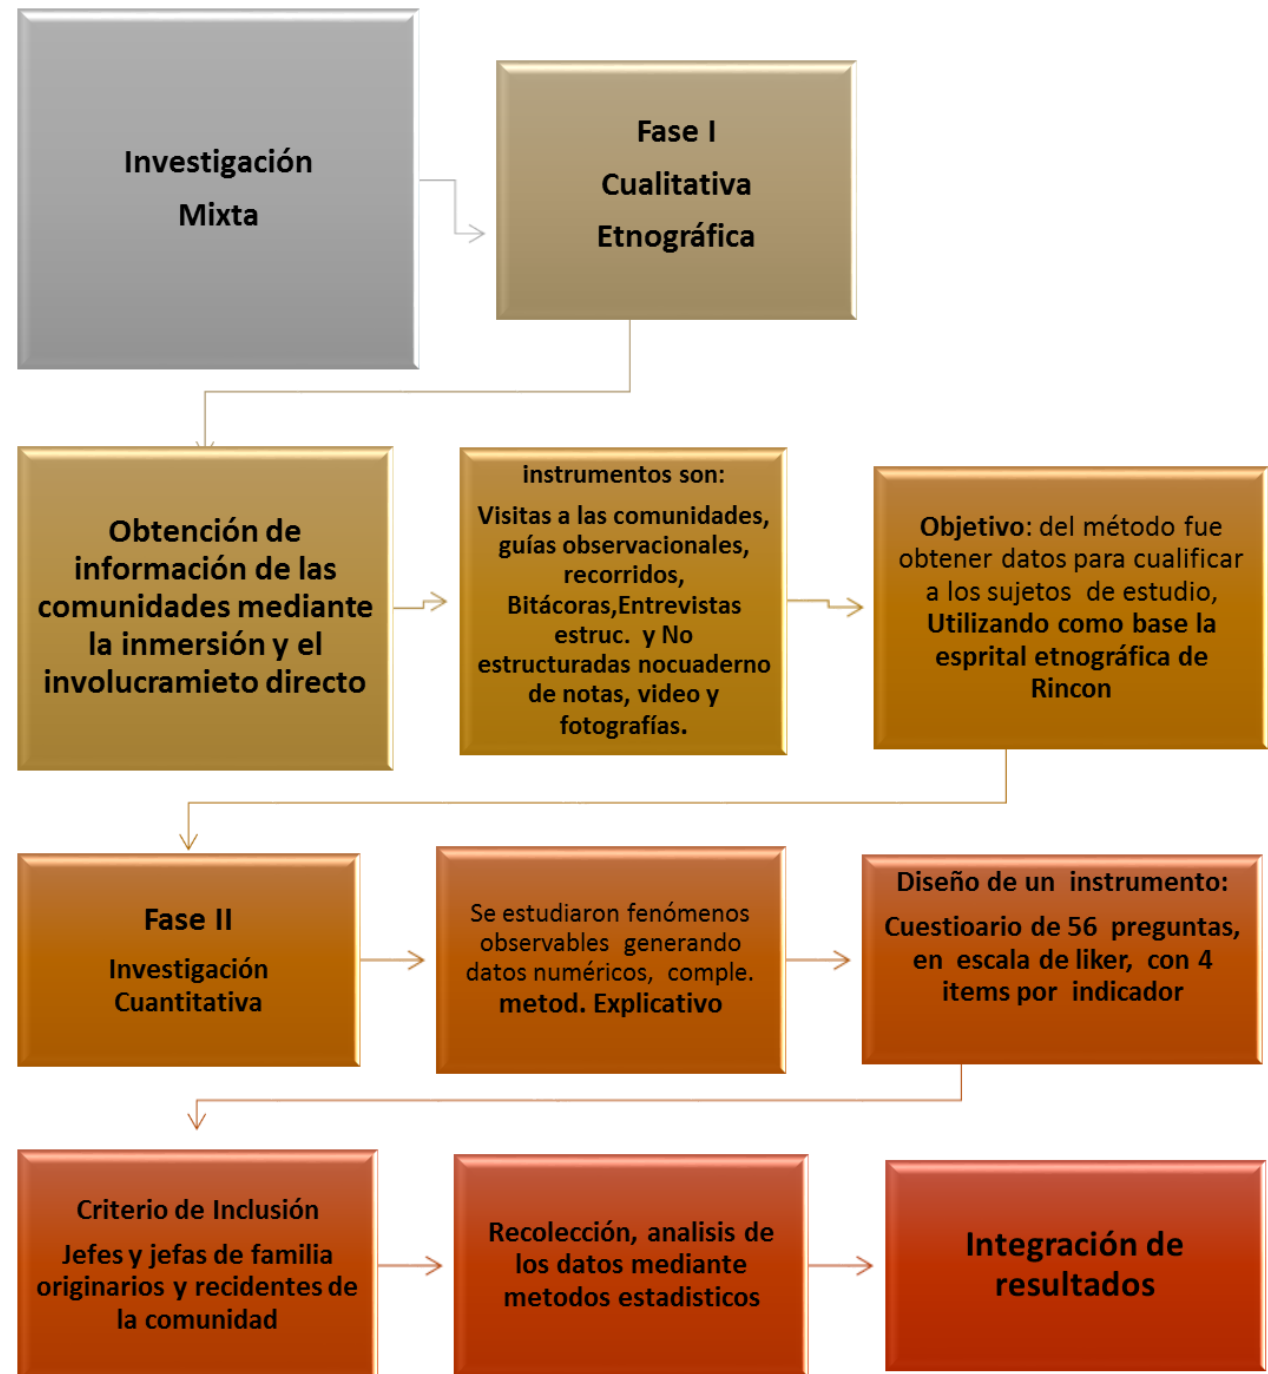 Investigación
Mixta
Fase I
Cualitativa
Etnográfica
Obtención de
información de las
comunidades mediante
la inmersión y el
involucramieto directo
instrumentos son:
Visitas a las comunidades,
guías observacionales,
recorridos,
Bitácoras,Entrevistas
estruc. y No
estructuradas nocuaderno
de notas, video y
fotografías.
Objetivo: del método fue
obtener datos para cualificar
a los sujetos de estudio,
Utilizando como base la
esprital etnográfica de
Rincon
Fase II
Investigación
Cuantitativa
Se estudiaron fenómenos
observables generando
datos numéricos, comple.
metod. Explicativo
Diseño de un instrumento:
Cuestioario de 56 preguntas,
en escala de liker, con 4
items por indicador
Criterio de Inclusión
Jefes y jefas de familia
originarios y recidentes de
la comunidad
Recolección, analisis de
los datos mediante
metodos estadisticos
Integración de
resultados